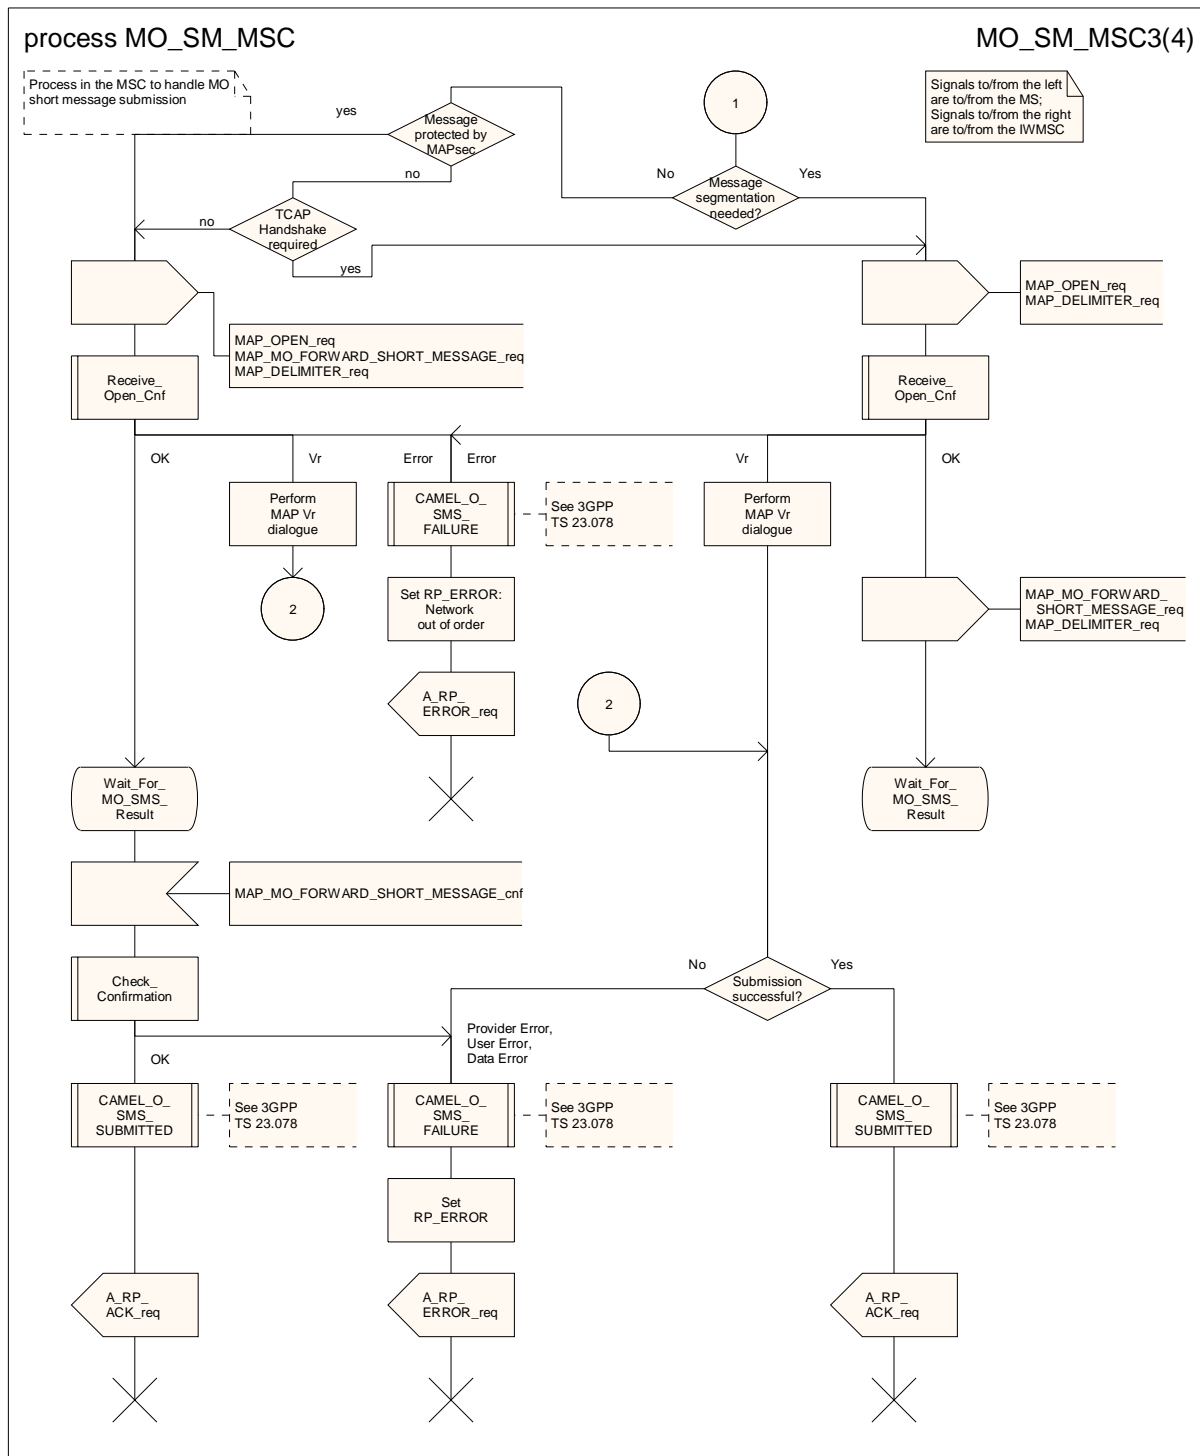 process MO_SM_MSC
MO_SM_MSC3(4)
Process in the MSC to handle MO
short message submission
Signals to/from the left
are to/from the MS;
Signals to/from the right
are to/from the IWMSC
1
yes
Message
protected by
MAPsec
no
No
Message
segmentation
needed?
Yes
no
TCAP
Handshake
required
yes
MAP_OPEN_req
MAP_DELIMITER_req
MAP_OPEN_req
MAP_MO_FORWARD_SHORT_MESSAGE_req
MAP_DELIMITER_req
Receive_
Open_Cnf
Receive_
Open_Cnf
OK
Vr
Error
Error
Vr
OK
Perform
MAP Vr
dialogue
CAMEL_O_
SMS_
FAILURE
See 3GPP
TS 23.078
Perform
MAP Vr
dialogue
2
Set RP_ERROR:
Network
out of order
MAP_MO_FORWARD_
SHORT_MESSAGE_req
MAP_DELIMITER_req
A_RP_
ERROR_req
2
Wait_For_
MO_SMS_
Result
Wait_For_
MO_SMS_
Result
MAP_MO_FORWARD_SHORT_MESSAGE_cnf
Check_
Confirmation
No
Submission
successful?
Yes
Provider Error,
User Error,
Data Error
OK
CAMEL_O_
SMS_
SUBMITTED
See 3GPP
TS 23.078
CAMEL_O_
SMS_
FAILURE
See 3GPP
TS 23.078
CAMEL_O_
SMS_
SUBMITTED
See 3GPP
TS 23.078
Set
RP_ERROR
A_RP_
ACK_req
A_RP_
ERROR_req
A_RP_
ACK_req